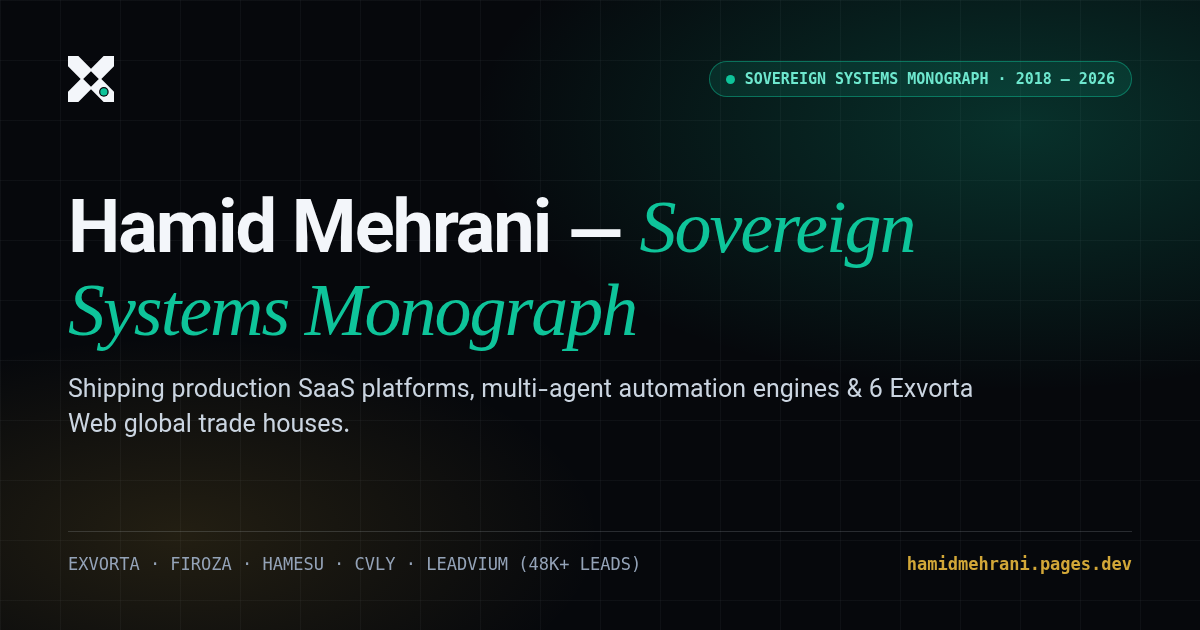 SOVEREIGN SYSTEMS MONOGRAPH · 2018 — 2026
Hamid Mehrani — Sovereign
Systems Monograph
Shipping production SaaS platforms, multi-agent automation engines & 6 Exvorta
Web global trade houses.
EXVORTA · FIROZA · HAMESU · CVLY · LEADVIUM (48K+ LEADS)
hamidmehrani.pages.dev